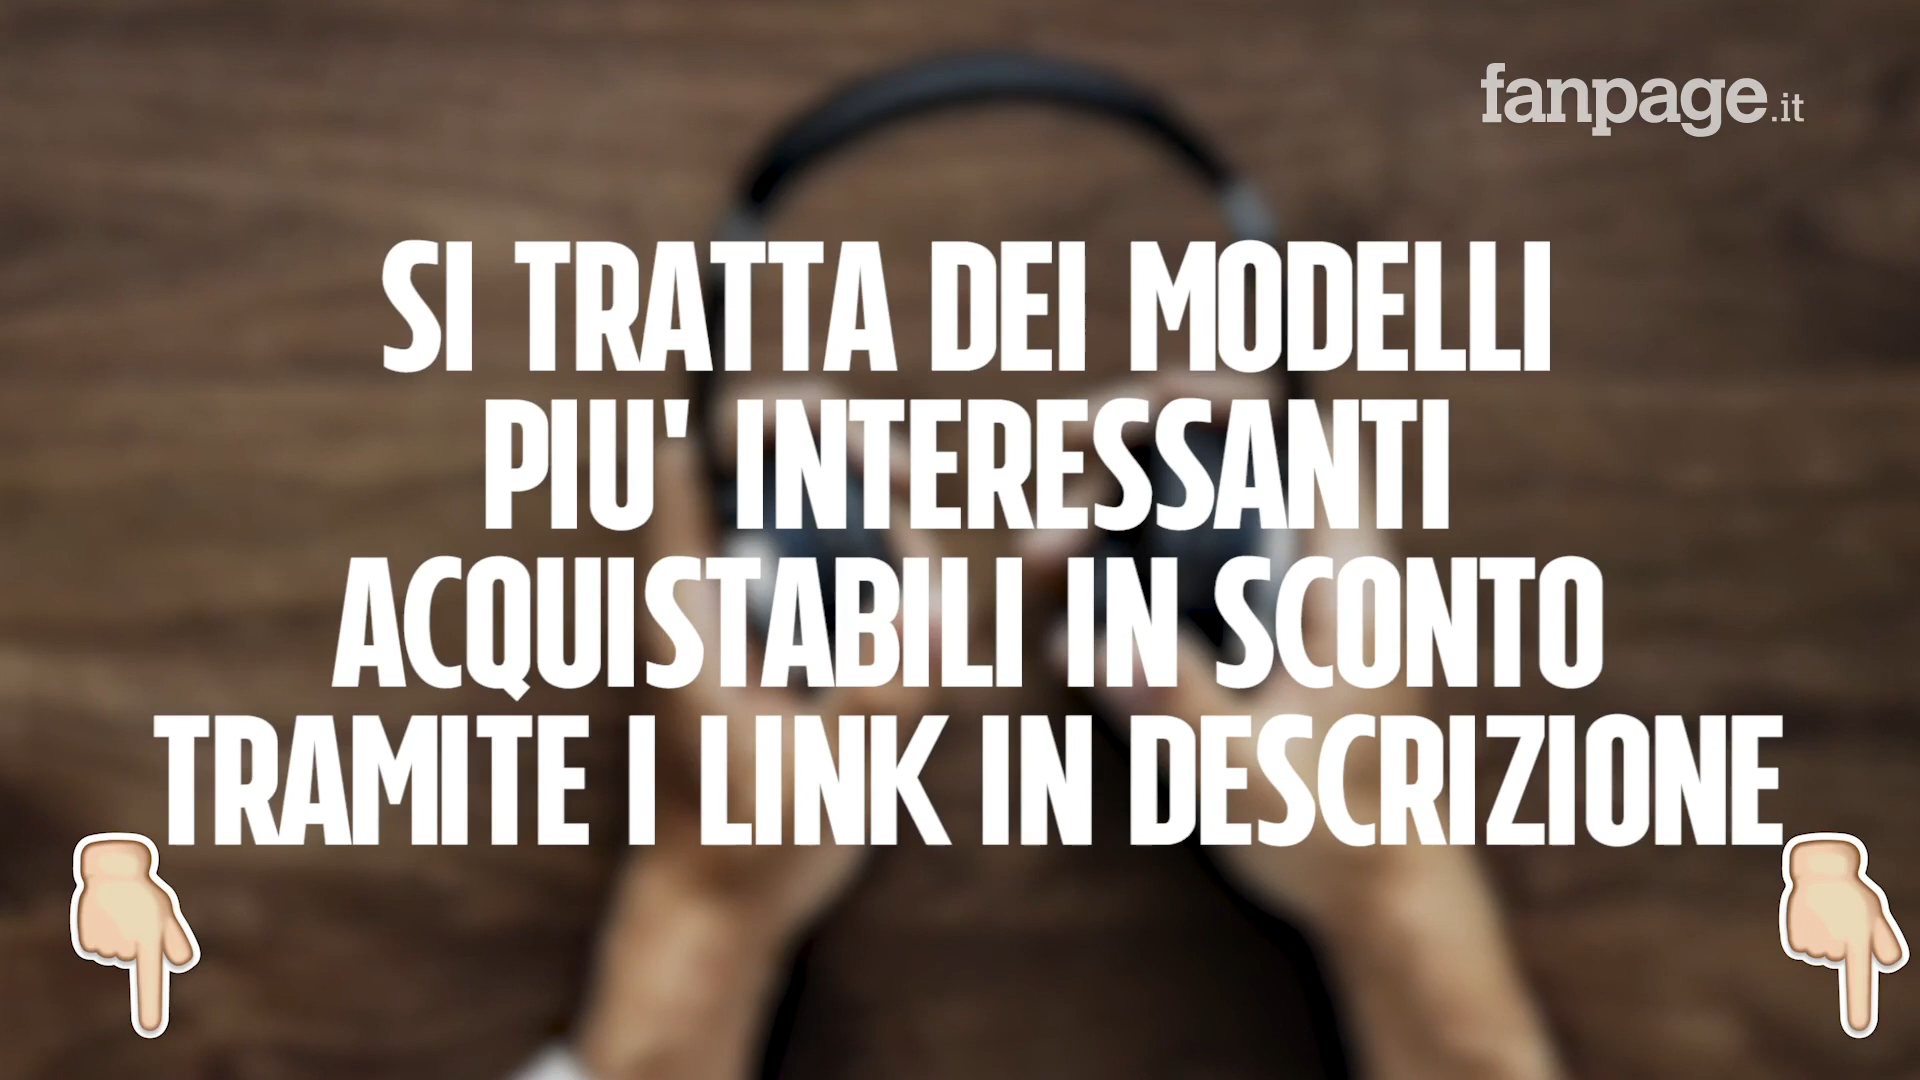 fanpage.it
SI TRATTA DEI MODELLI
PIU' INTERESSANTI
ACQUISTABILI IN SCONTO
TRAMITE I LINK IN DESCRIZIONE